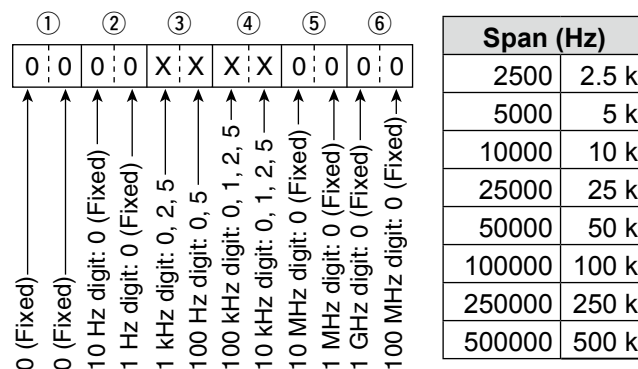 ① ② ③ ④ ⑤ ⑥
0 0 0 0 X X X X 0 0 0 0
0 (Fixed)
0 (Fixed)
10 Hz digit: 0 (Fixed)
1 Hz digit: 0 (Fixed)
1 kHz digit: 0, 2, 5
100 Hz digit: 0, 5
100 kHz digit: 0, 1, 2, 5
10 kHz digit: 0, 1, 2, 5
10 MHz digit: 0 (Fixed)
1 MHz digit: 0 (Fixed)
1 GHz digit: 0 (Fixed)
100 MHz digit: 0 (Fixed)
Span (Hz)
2500 2.5 k
5000 5 k
10000 10 k
25000 25 k
50000 50 k
100000 100 k
250000 250 k
500000 500 k